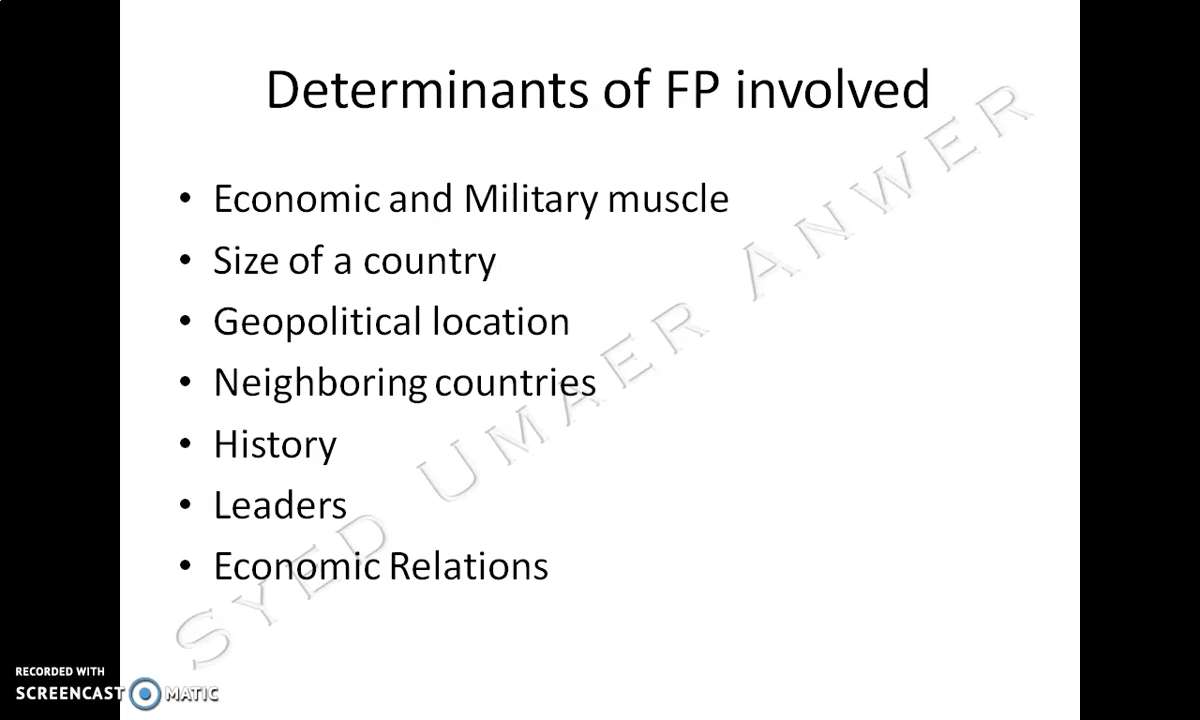 Determinants of FP involved
• Economic and Military muscle
• Size of a country
• Geopolitical location
• Neighboring countries
• History
• Leaders
• Economic Relations
SYED UMAER ANWER
RECORDED WITH
SCREENCAST MATIC